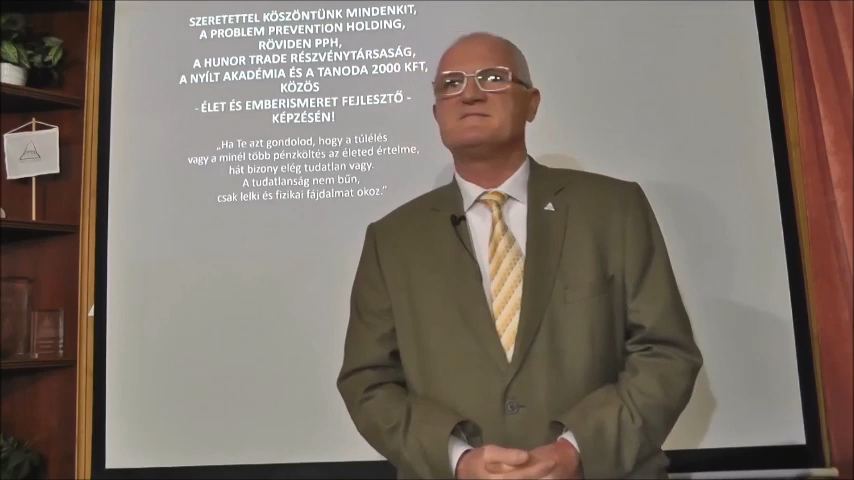 SZERETETTEL KÖSZÖNTÜNK MINDENKIT,
A PROBLEM PREVENTION HOLDING,
RÖVIDEN PPH,
A HUNOR TRADE RÉSZVÉNYTÁRSASÁG,
A NYÍLT AKADÉMIA ÉS A TANODA 2000 KFT,
KÖZÖS
- ÉLET ÉS EMBERISMERET FEJLESZTŐ -
KÉPZÉSÉN!
„Ha Te azt gondolod, hogy a túlélés
vagy a minél több pénzköltés az életed értelme,
hát bizony elég tudatlan vagy.
A tudatlanság nem bűn,
csak lelki és fizikai fájdalmat okoz.”